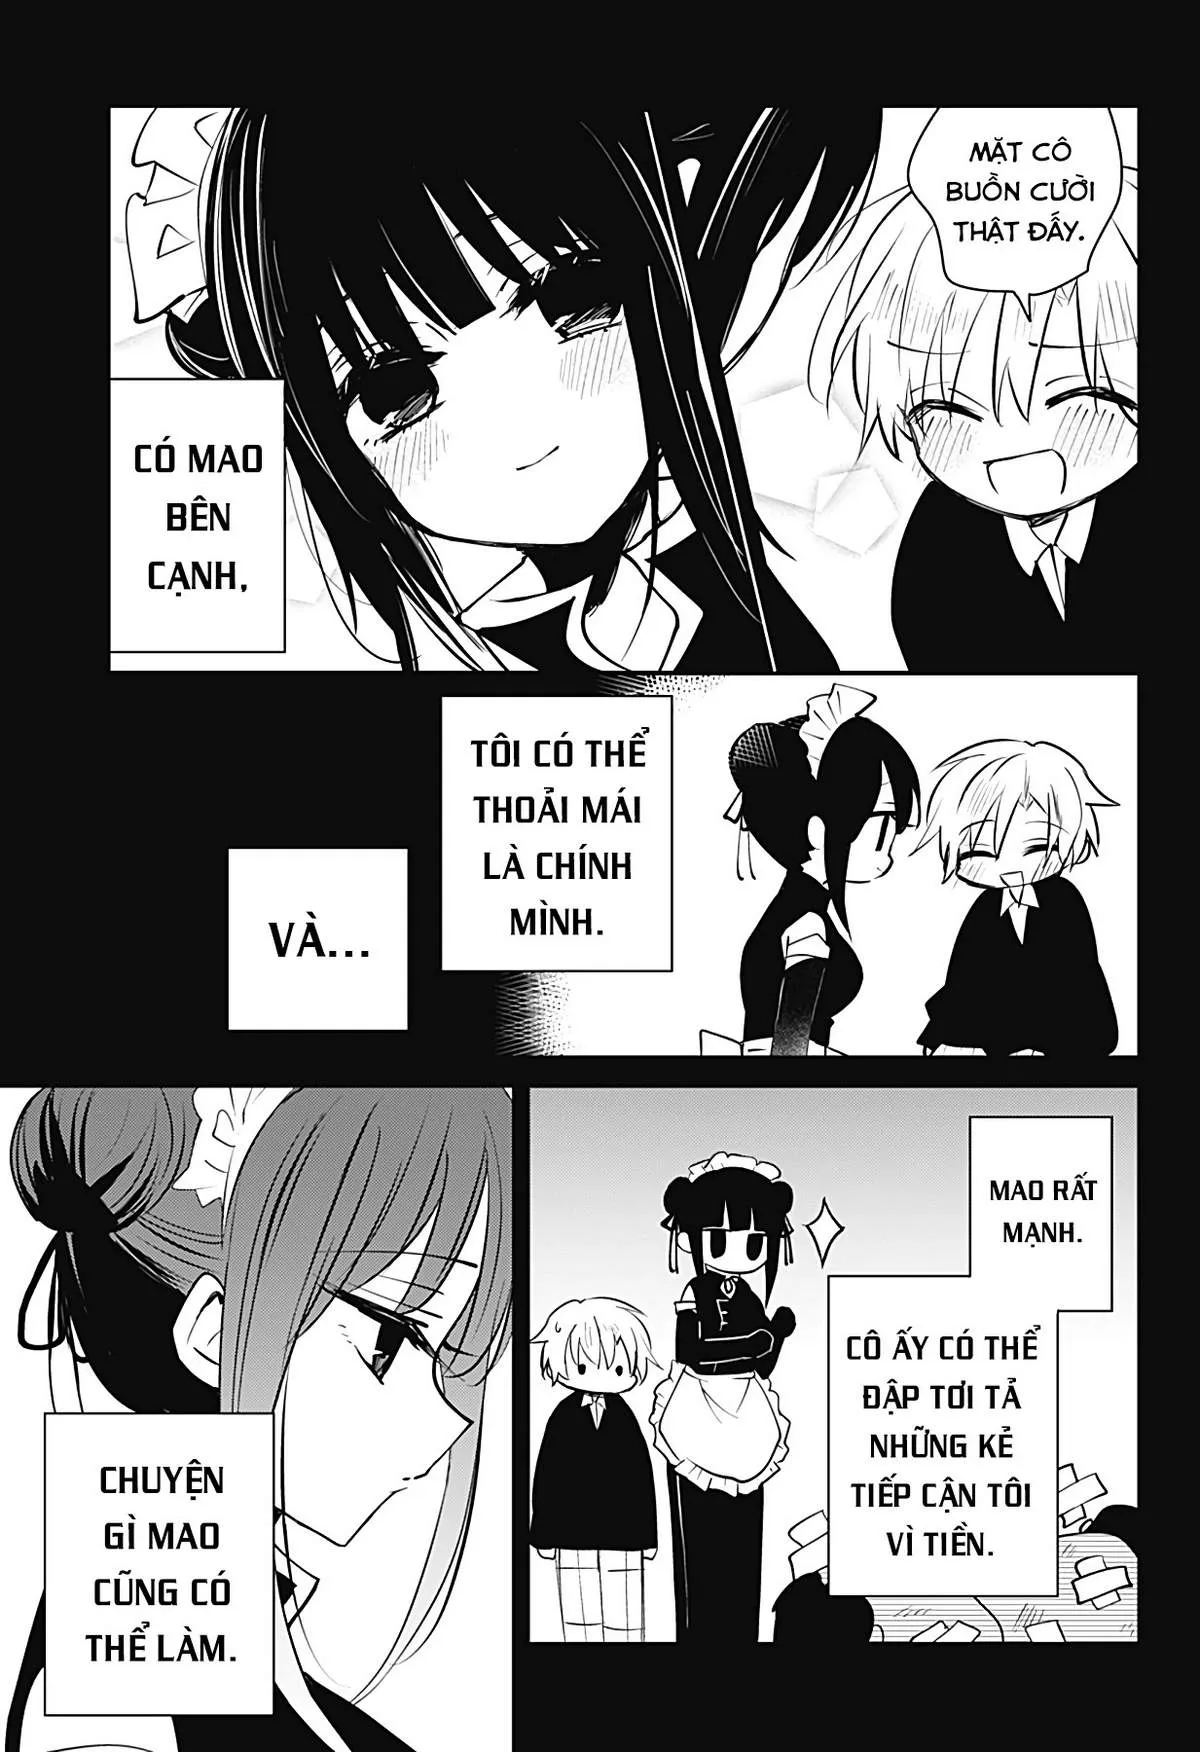 MẶT CÔ
BUỒN CƯỜI
THẬT ĐẤY.
CÓ MAO
BÊN
CẠNH,
TÔI CÓ THỂ
THOẢI MÁI
LÀ CHÍNH
MÌNH.
VÀ...
MAO RẤT
MẠNH.
CÔ ẤY CÓ THỂ
ĐẬP TƠI TẢ
NHỮNG KẺ
TIẾP CẬN TÔI
VÌ TIỀN.
CHUYỆN
GÌ MAO
CŨNG CÓ
THỂ LÀM.